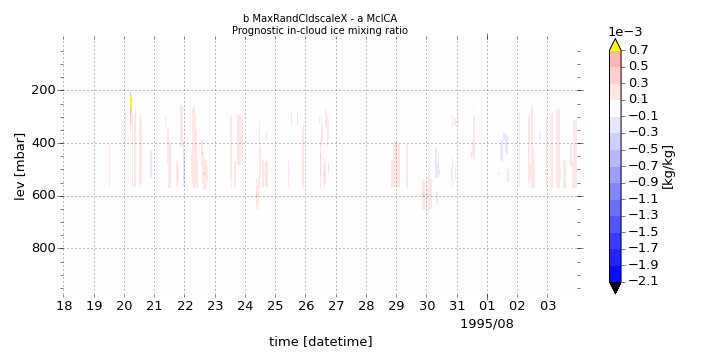 b MaxRandCldscaleX - a McICA
Prognostic in-cloud ice mixing ratio
1e−3
0.7
0.5
0.3
0.1
−0.1
−0.3
−0.5
−0.7
−0.9
−1.1
−1.3
−1.5
−1.7
−1.9
−2.1
[kg/kg]
lev [mbar]
200
400
600
800
18 19 20 21 22 23 24 25 26 27 28 29 30 31 01 02 03
1995/08
time [datetime]